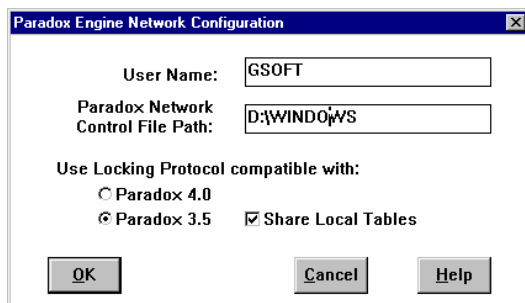 Paradox Engine Network Configuration
User Name: GSOFT
Paradox Network
Control File Path: D:\WINDOWS
Use Locking Protocol compatible with:
Paradox 4.0
Paradox 3.5 Share Local Tables
OK Cancel Help